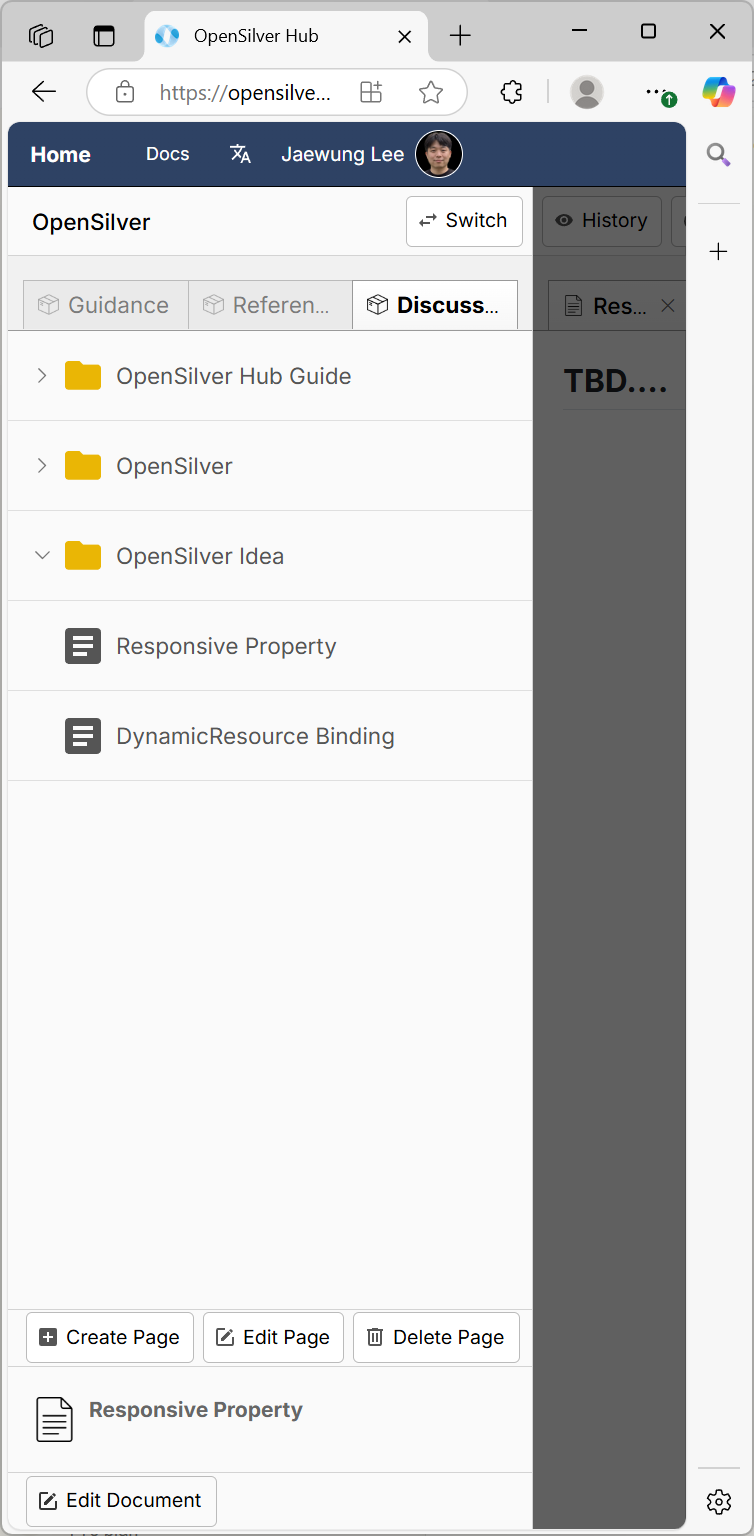 OpenSilver Hub
https://opensilve...
Home Docs Jaewung Lee
OpenSilver Switch History
Guidance Referen... Discuss... Res...
OpenSilver Hub Guide
TBD....
OpenSilver
OpenSilver Idea
Responsive Property
DynamicResource Binding
Create Page Edit Page Delete Page
Responsive Property
Edit Document